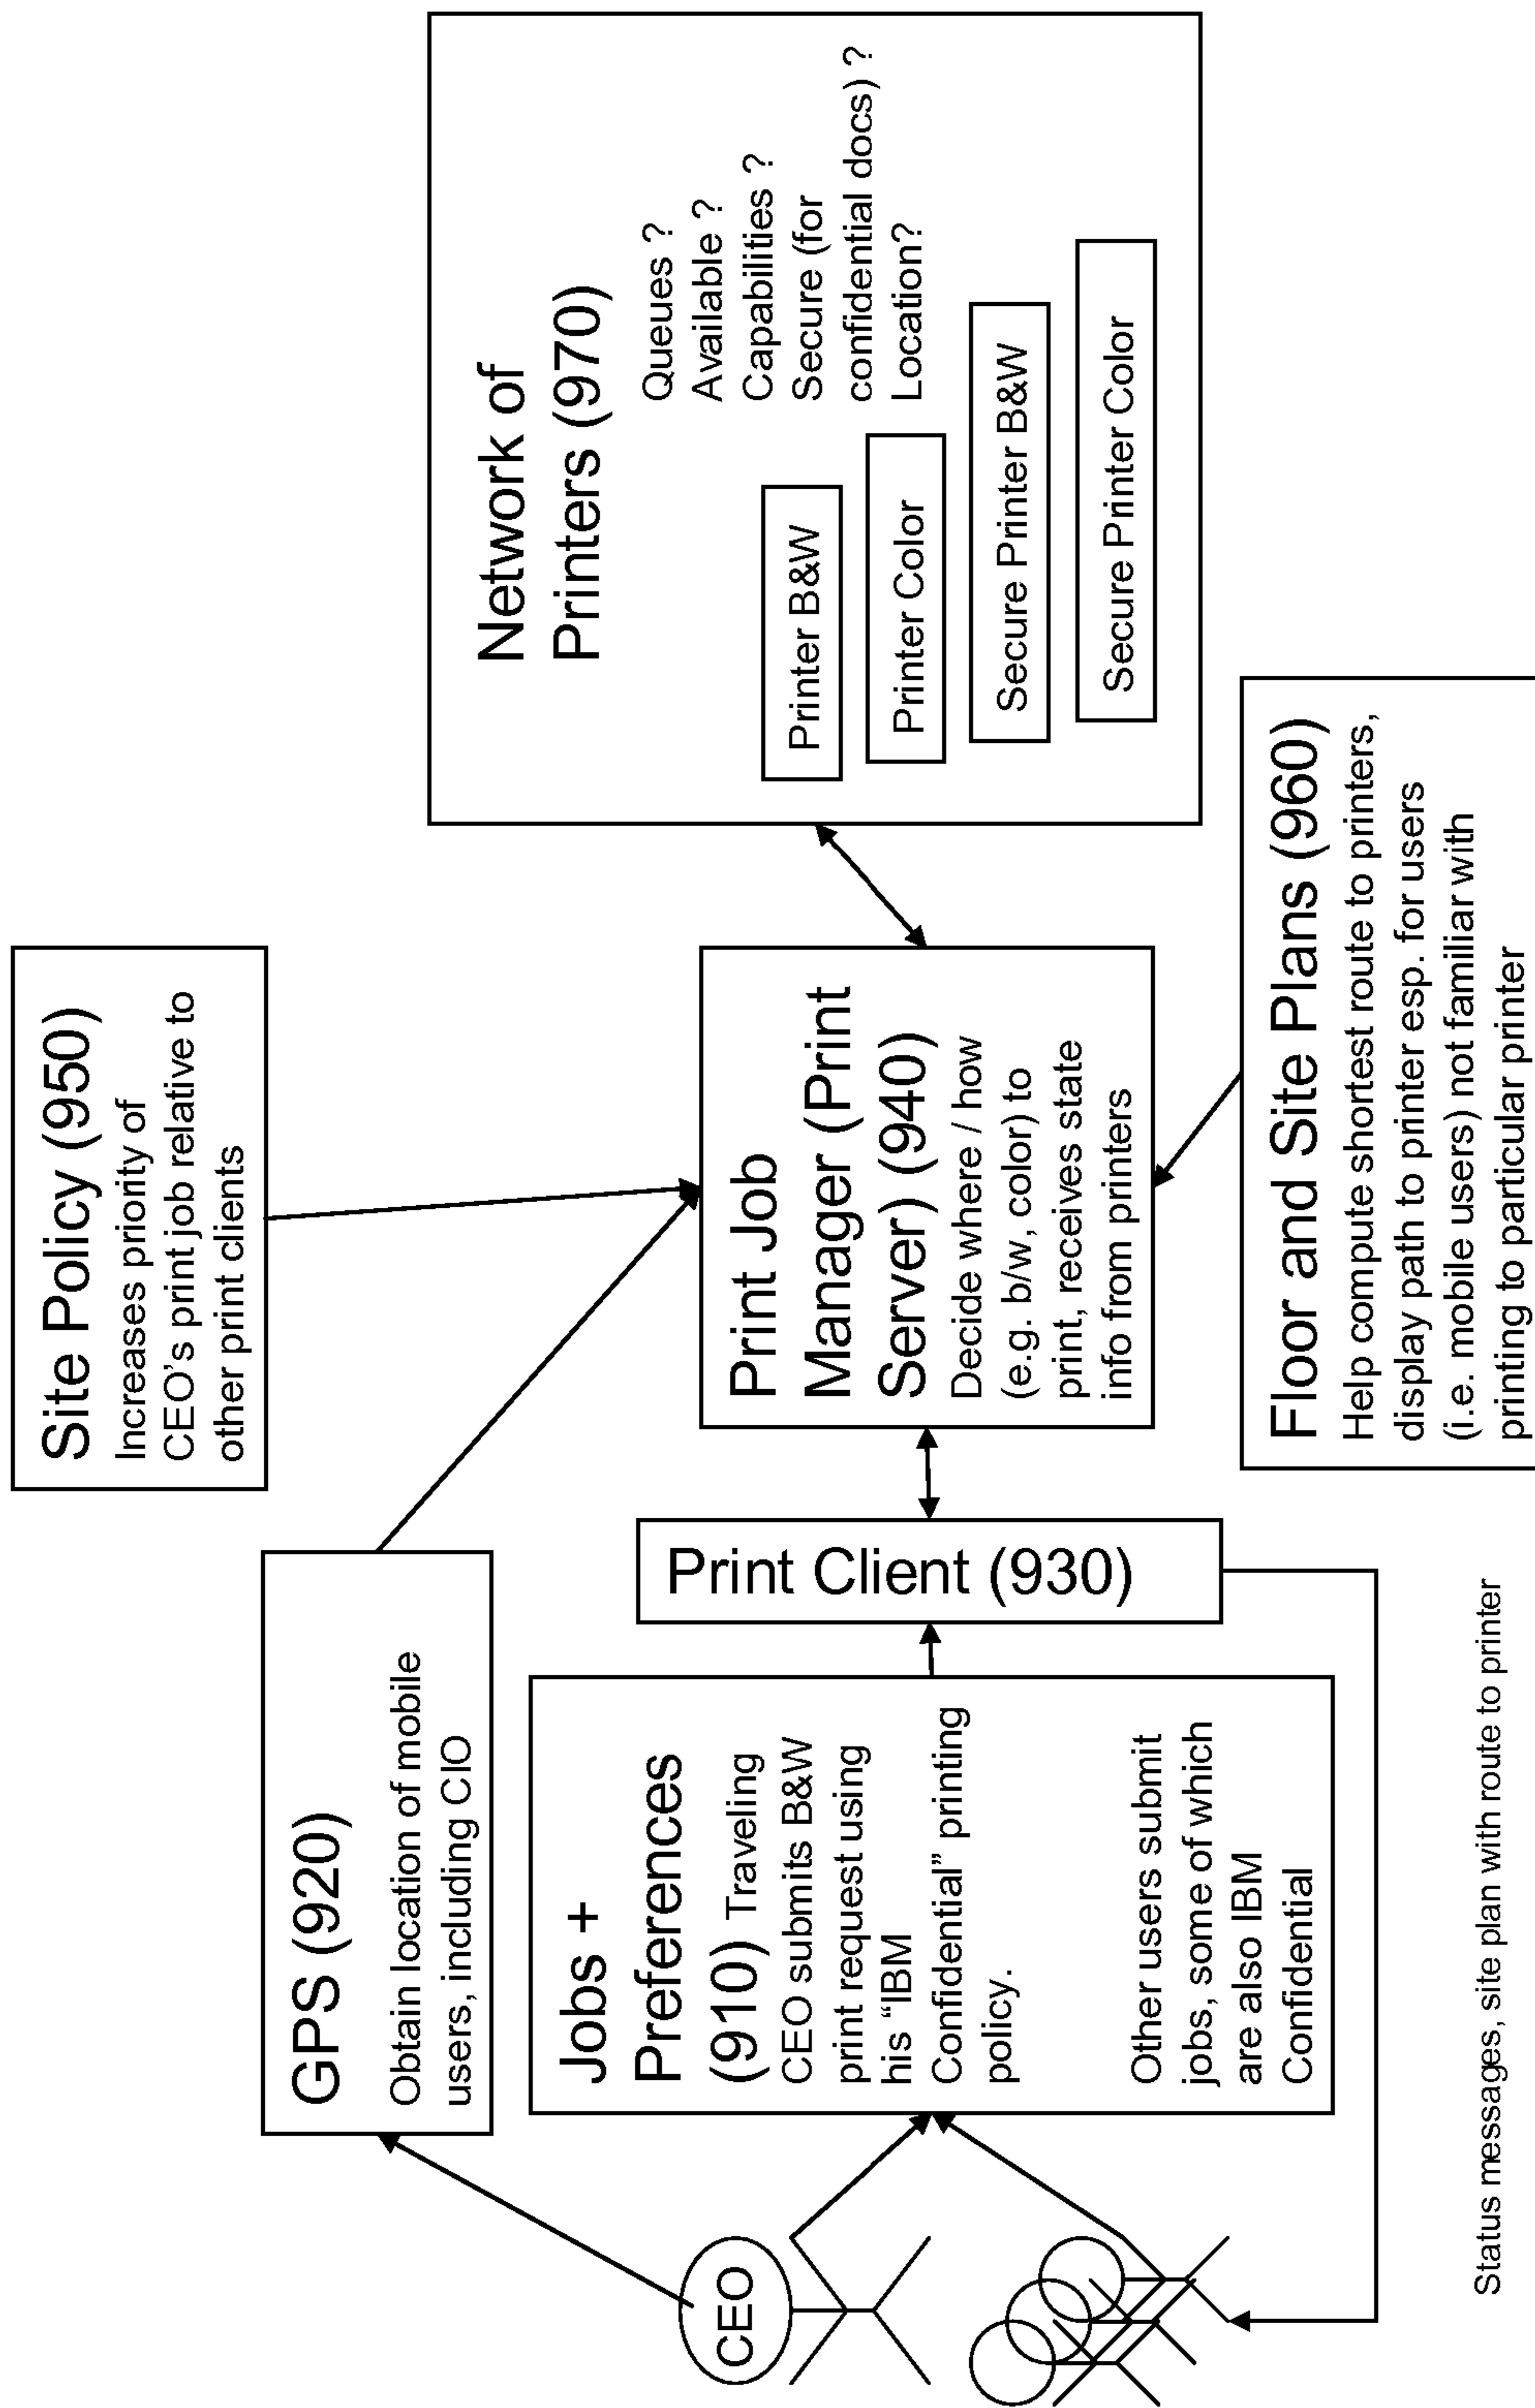 Site Policy (950)
Increases priority of
CEO's print job relative to
other print clients
GPS (920)
Obtain location of mobile
users, including CIO
CEO
Jobs +
Preferences
(910) Traveling
CEO submits B&W
print request using
his “IBM
Confidential” printing
policy.
Other users submit
jobs, some of which
are also IBM
Confidential
Print Client (930)
Print Job
Manager (Print
Server) (940)
Decide where / how
(e.g. b/w, color) to
print, receives state
info from printers
Network of
Printers (970)
Queues ?
Available ?
Capabilities ?
Secure (for
confidential docs) ?
Location?
Printer B&W
Printer Color
Secure Printer B&W
Secure Printer Color
Floor and Site Plans (960)
Help compute shortest route to printers,
display path to printer esp. for users
(i.e. mobile users) not familiar with
printing to particular printer
Status messages, site plan with route to printer